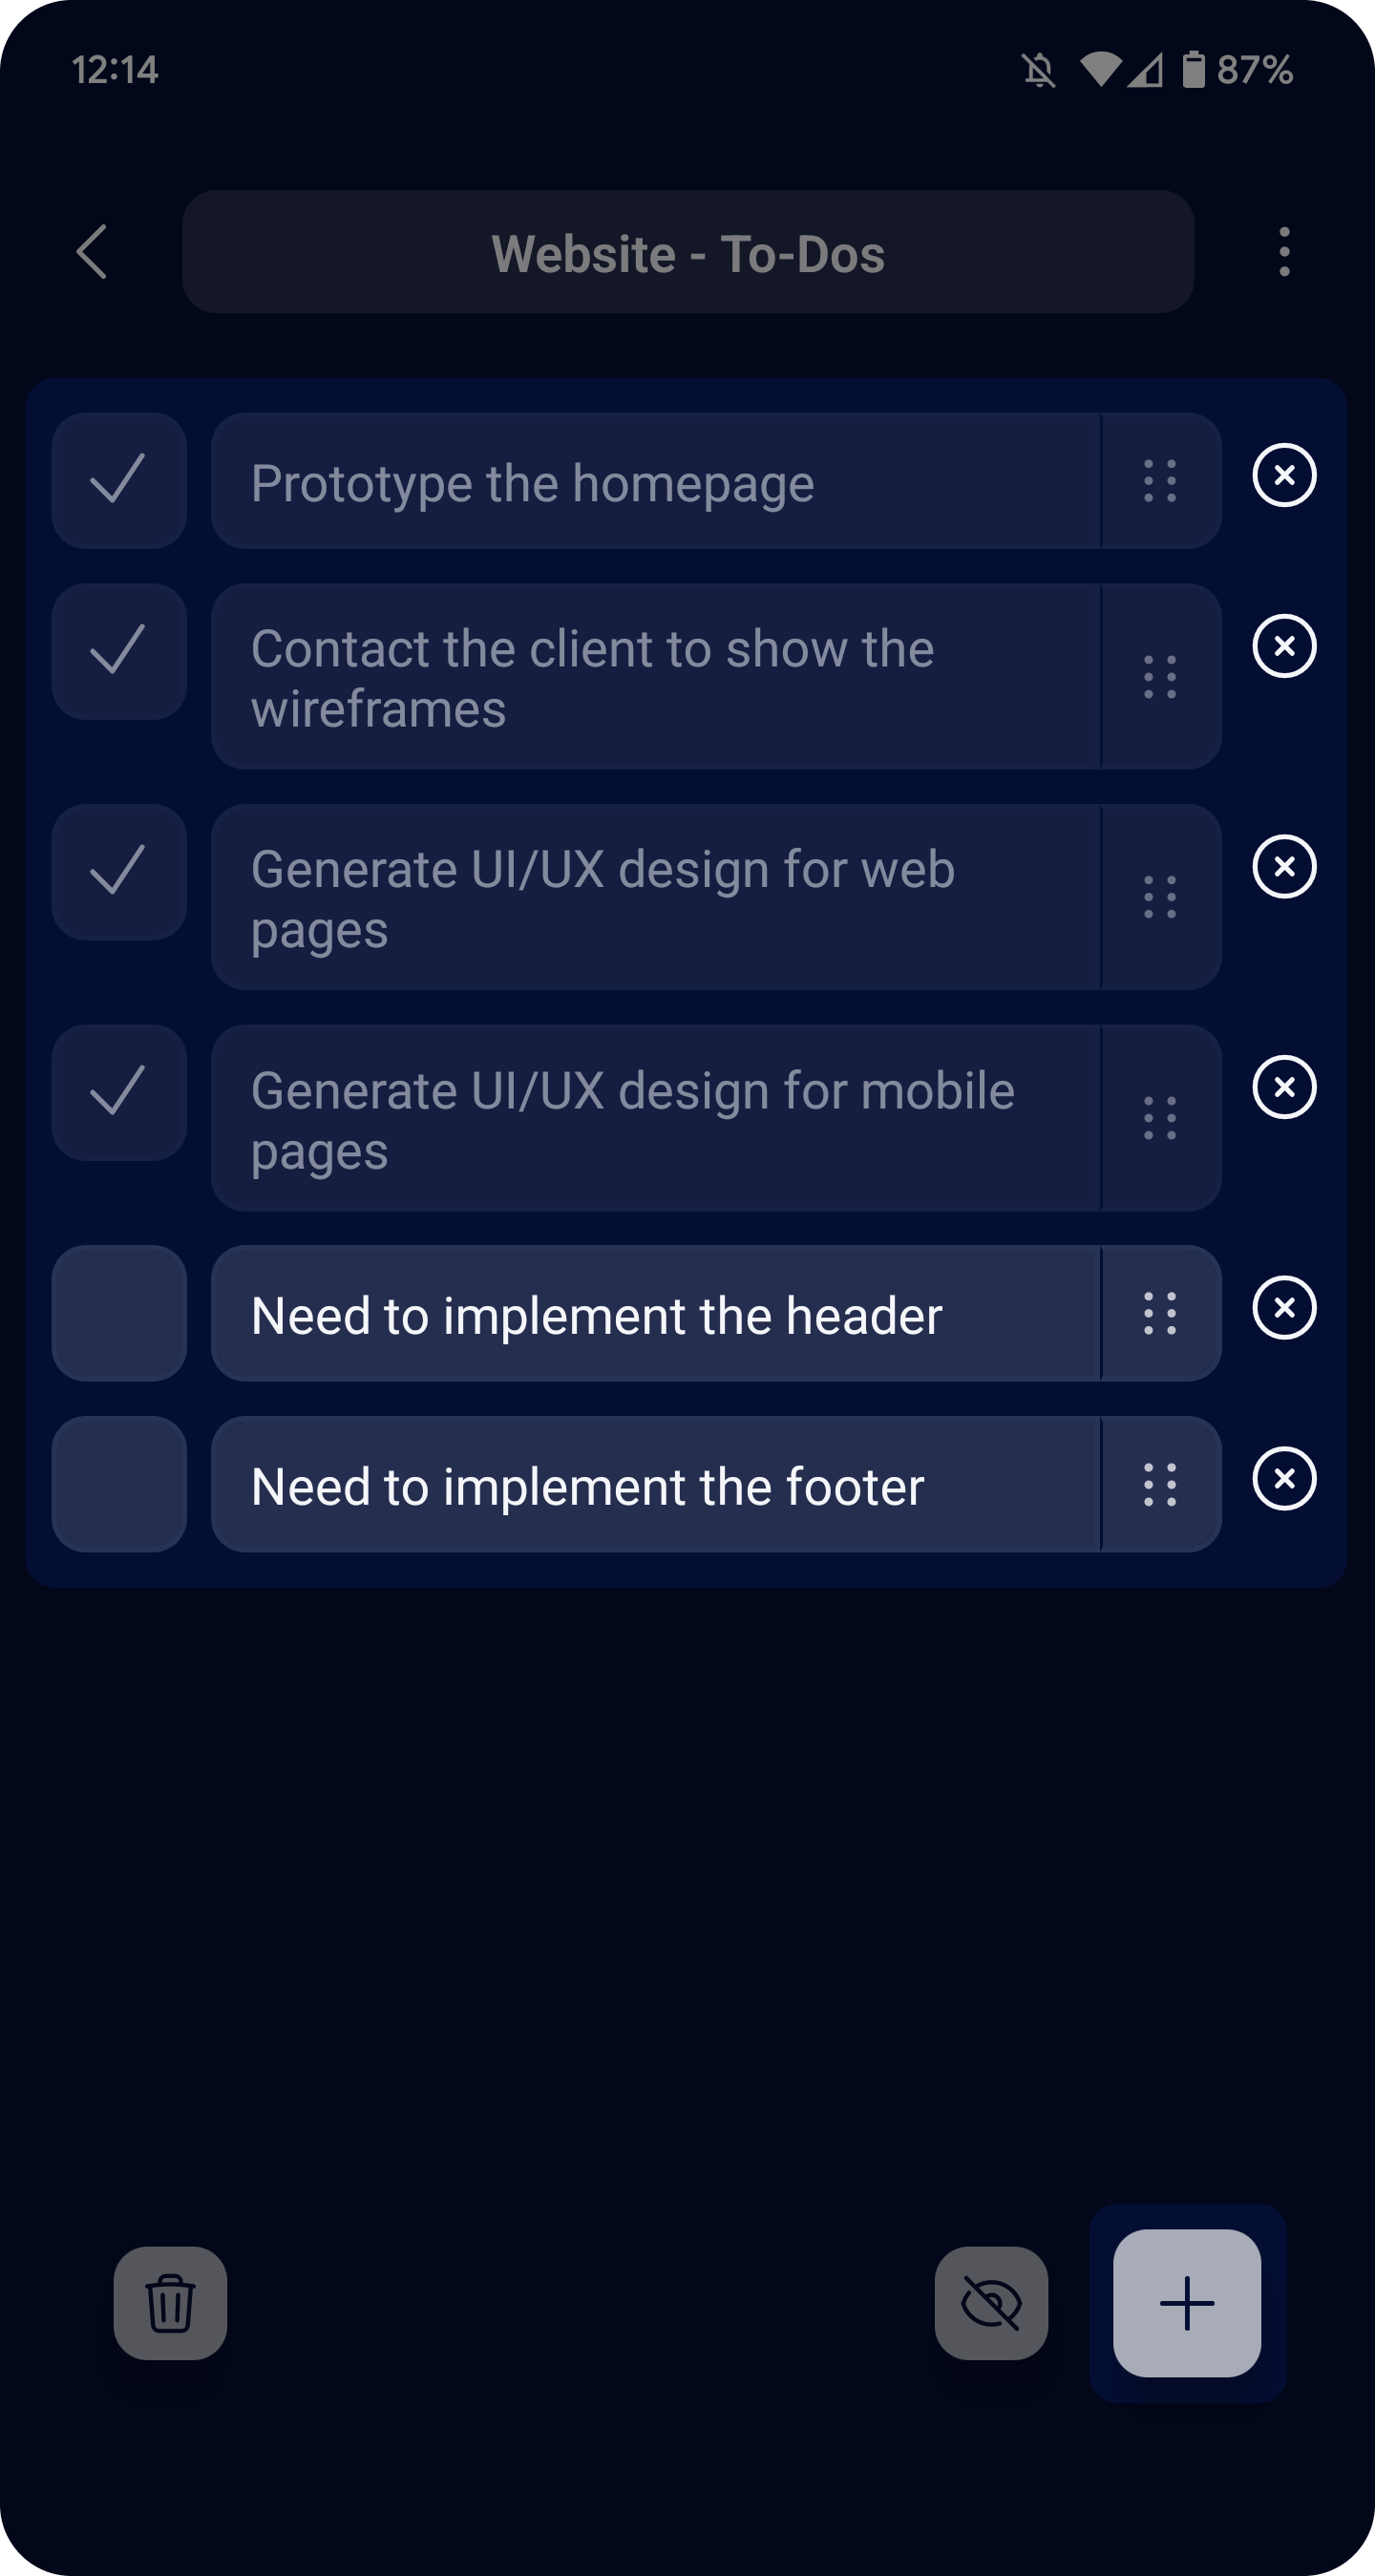 12:14
87%
Website - To-Dos
Prototype the homepage
Contact the client to show the
wireframes
Generate UI/UX design for web
pages
Generate UI/UX design for mobile
pages
Need to implement the header
Need to implement the footer